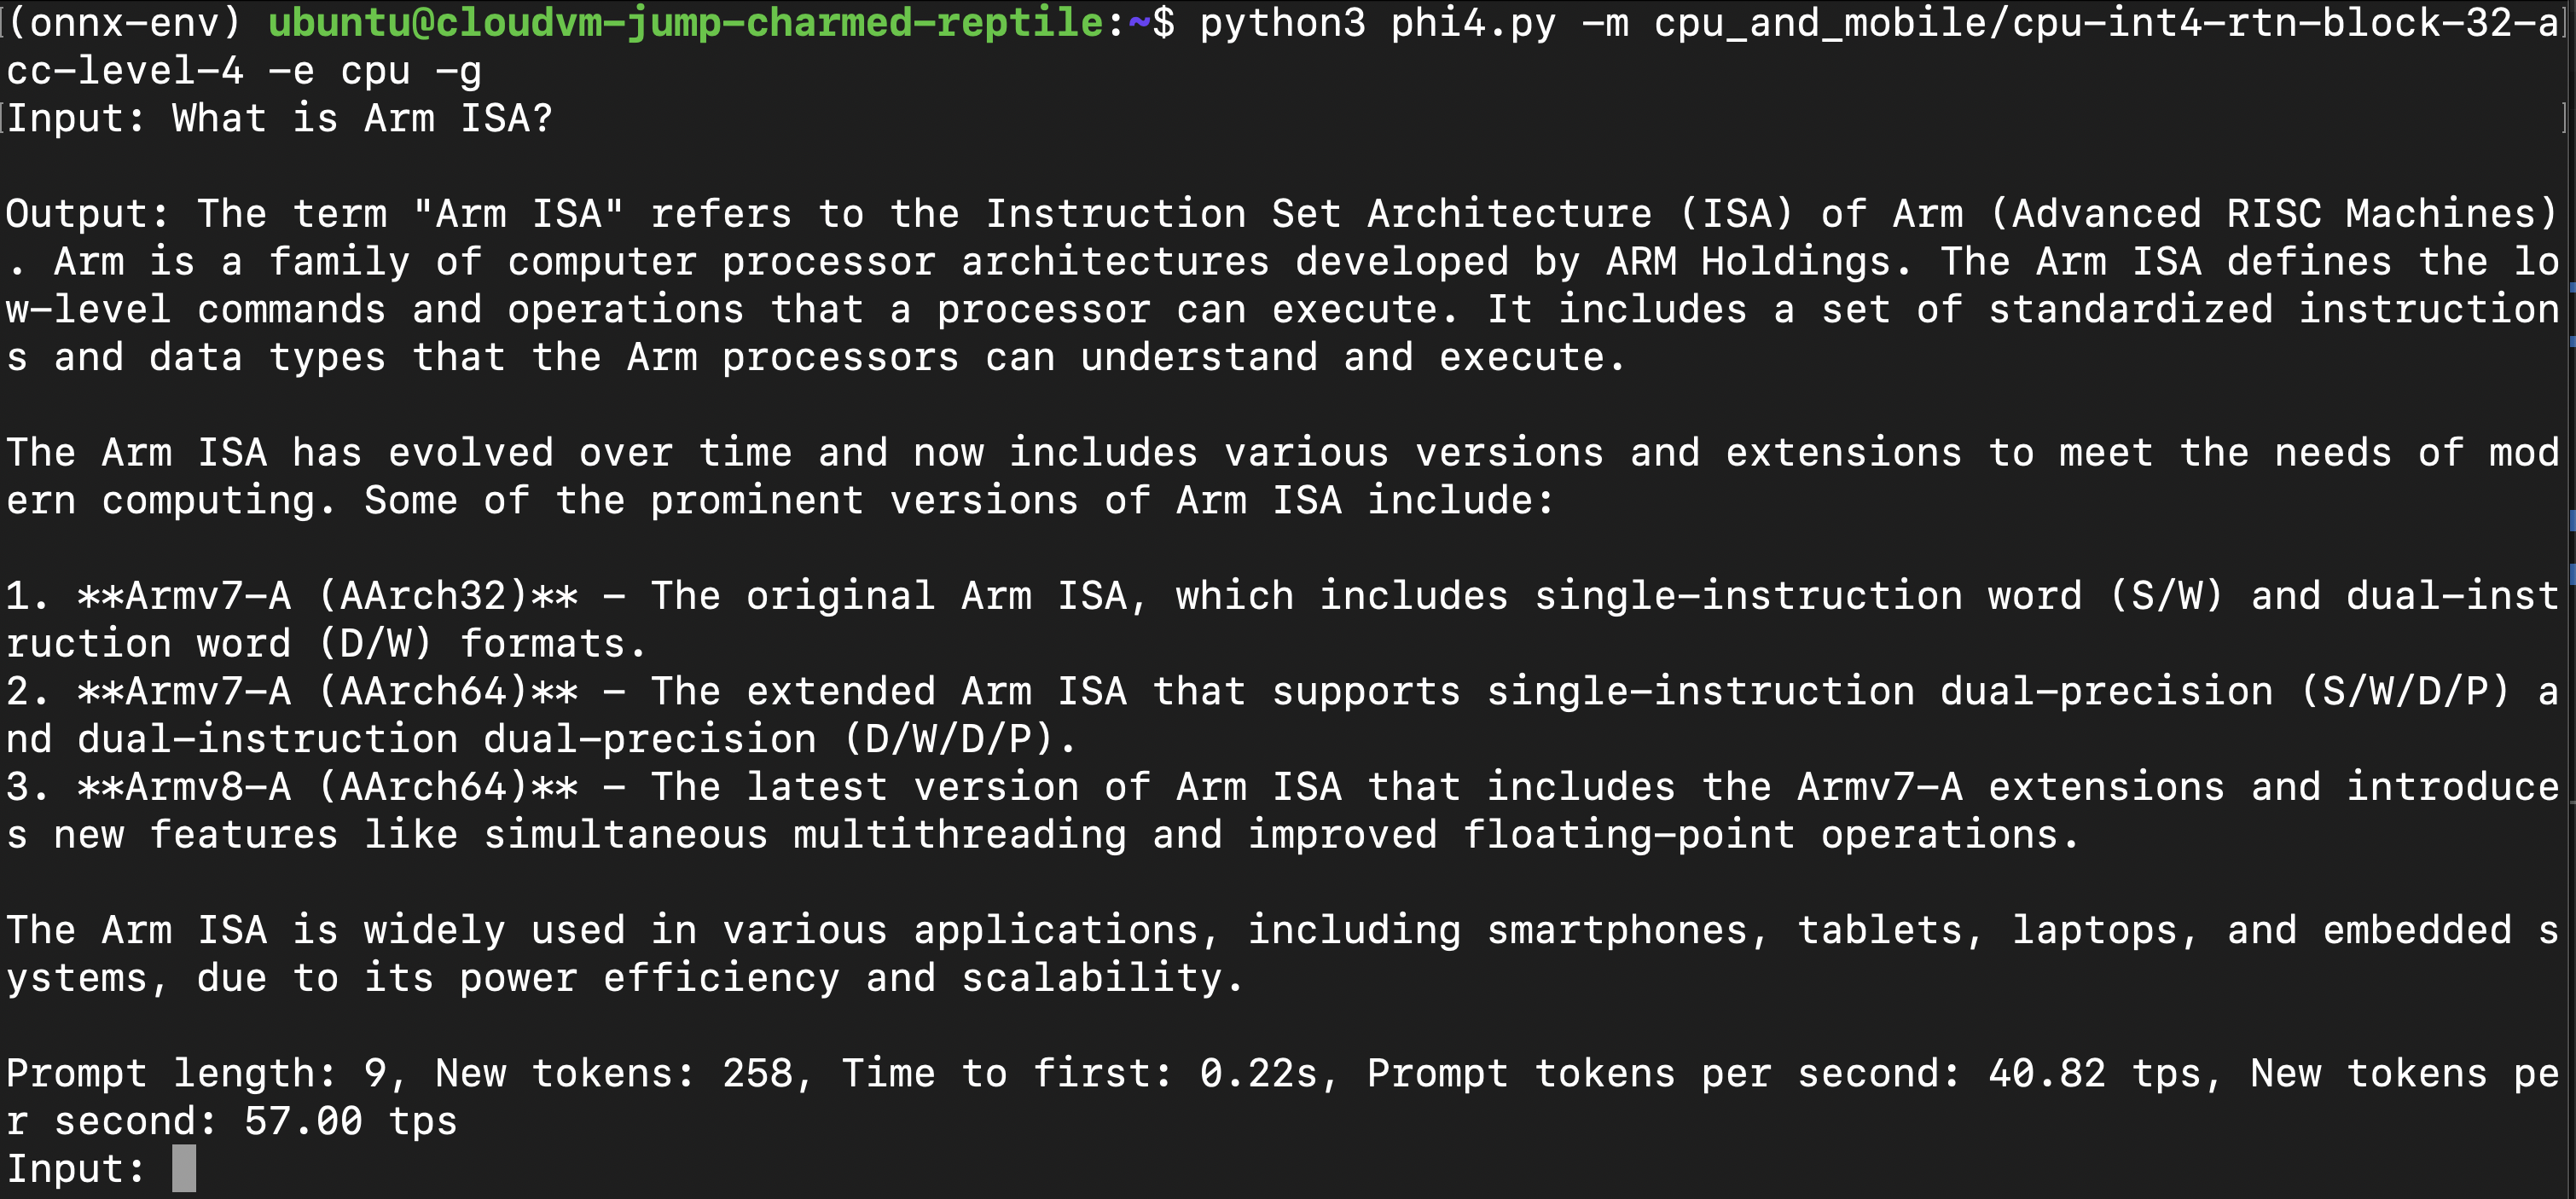 (onnx-env) ubuntu@cloudvm-jump-charmed-reptile:~$ python3 phi4.py -m cpu_and_mobile/cpu-int4-rtn-block-32-a
cc-level-4 -e cpu -g
Input: What is Arm ISA?
Output: The term "Arm ISA" refers to the Instruction Set Architecture (ISA) of Arm (Advanced RISC Machines)
. Arm is a family of computer processor architectures developed by ARM Holdings. The Arm ISA defines the lo
w-level commands and operations that a processor can execute. It includes a set of standardized instruction
s and data types that the Arm processors can understand and execute.
The Arm ISA has evolved over time and now includes various versions and extensions to meet the needs of mod
ern computing. Some of the prominent versions of Arm ISA include:
1. **Armv7-A (AArch32)** - The original Arm ISA, which includes single-instruction word (S/W) and dual-inst
ruction word (D/W) formats.
2. **Armv7-A (AArch64)** - The extended Arm ISA that supports single-instruction dual-precision (S/W/D/P) a
nd dual-instruction dual-precision (D/W/D/P).
3. **Armv8-A (AArch64)** - The latest version of Arm ISA that includes the Armv7-A extensions and introduce
s new features like simultaneous multithreading and improved floating-point operations.
The Arm ISA is widely used in various applications, including smartphones, tablets, laptops, and embedded s
ystems, due to its power efficiency and scalability.
Prompt length: 9, New tokens: 258, Time to first: 0.22s, Prompt tokens per second: 40.82 tps, New tokens pe
r second: 57.00 tps
Input: